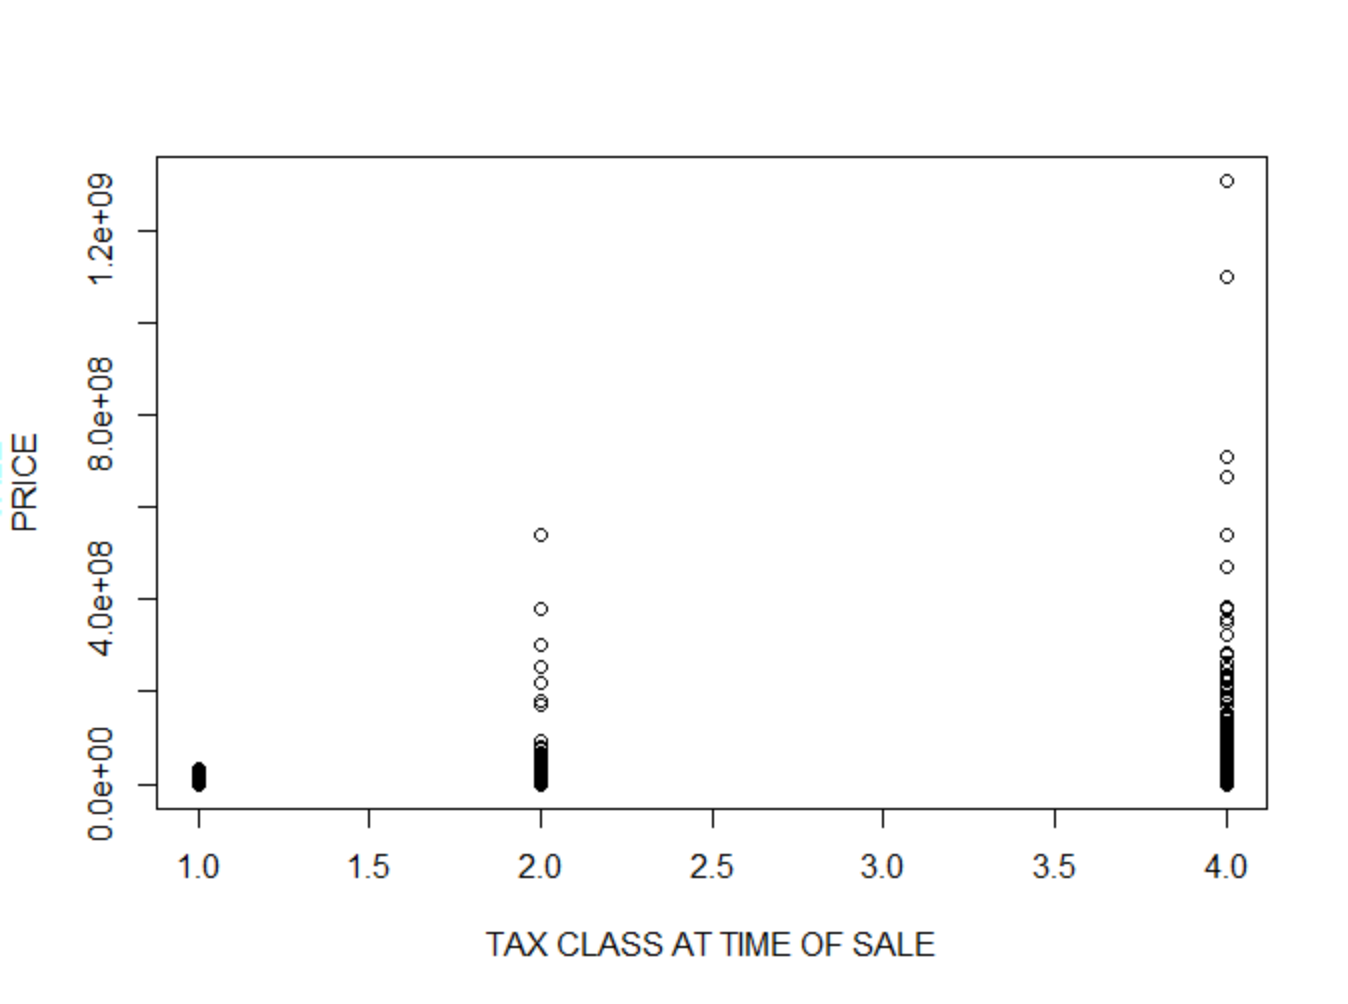 1.2e+09
8.0e+08
4.0e+08
0.0e+00
PRICE
1.0 1.5 2.0 2.5 3.0 3.5 4.0
TAX CLASS AT TIME OF SALE